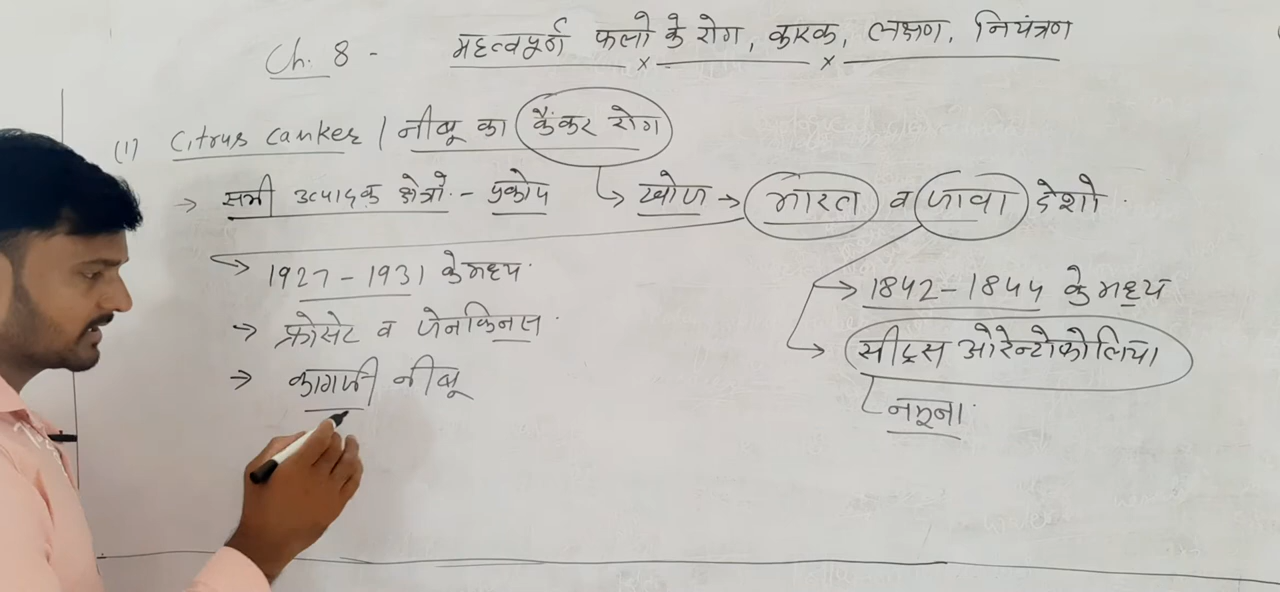 Ch. 8 - महत्वपूर्ण फलो के रोग, कारक, लक्षण, नियंत्रण
(1) Citrus canker / नीबू का कैंकर रोग
→ सभी उत्पादक क्षेत्रो - प्रकोप → खोज → भारत व जावा देशो
→ 1927-1931 के मध्य
→ 1842-1844 के मध्य
→ फ्रोसेट व जेनकिनस
→ सीट्रस ओरेन्टोफोलिया
→ कागजी नीबू
नमूना